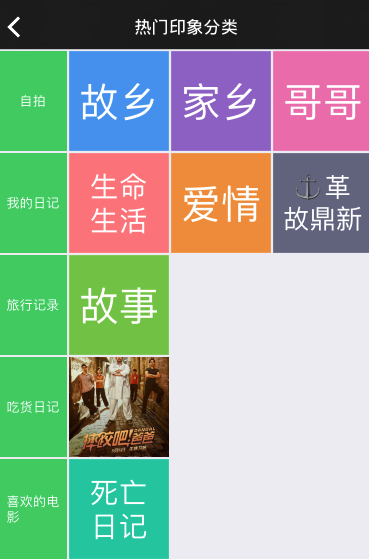 热门印象分类
自拍
故乡
家乡
哥哥
我的日记
生命
生活
爱情
⚓革
故鼎新
旅行记录
故事
吃货日记
DANGAL
摔跤吧!爸爸
喜欢的电
影
死亡
日记